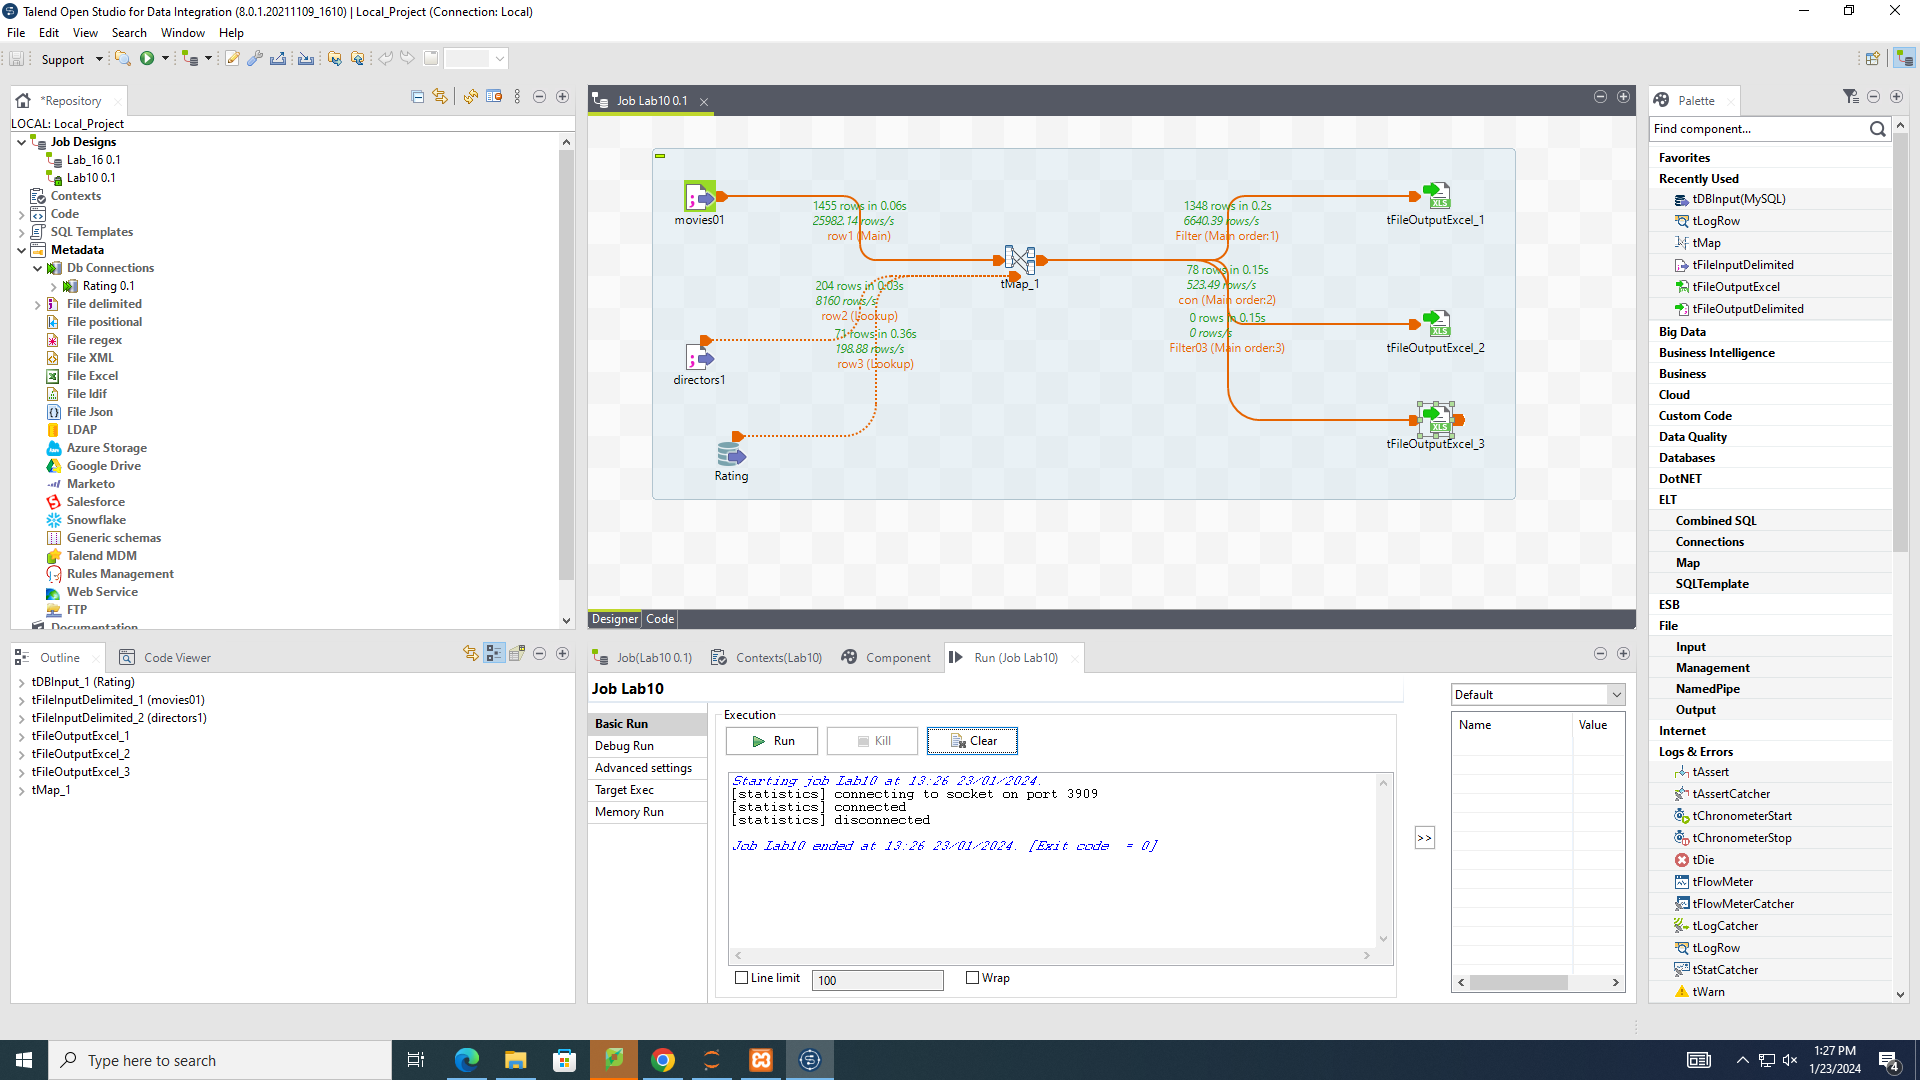 Talend Open Studio for Data Integration (8.0.1.20211109_1610) | Local_Project (Connection: Local)
File Edit View Search Window Help
Support
*Repository
LOCAL: Local_Project
Job Designs
Lab_16 0.1
Lab10 0.1
Contexts
Code
SQL Templates
Metadata
Db Connections
Rating 0.1
File delimited
File positional
File regex
File XML
File Excel
File ldif
File Json
LDAP
Azure Storage
Google Drive
Marketo
Salesforce
Snowflake
Generic schemas
Talend MDM
Rules Management
Web Service
FTP
Documentation
Job Lab10 0.1
movies01
1455 rows in 0.06s
25982.14 rows/s
row1 (Main)
204 rows in 0.03s
8160 rows/s
row2 (Lookup)
71 rows in 0.36s
198.88 rows/s
row3 (Lookup)
directors1
Rating
tMap_1
1348 rows in 0.2s
6640.39 rows/s
Filter (Main order:1)
78 rows in 0.15s
523.49 rows/s
con (Main order:2)
0 rows in 0.15s
0 rows/s
Filter03 (Main order:3)
tFileOutputExcel_1
tFileOutputExcel_2
tFileOutputExcel_3
XLS
XLS
XLS
Designer Code
Palette
Find component...
Favorites
Recently Used
tDBInput(MySQL)
tLogRow
tMap
tFileInputDelimited
tFileOutputExcel
tFileOutputDelimited
Big Data
Business Intelligence
Business
Cloud
Custom Code
Data Quality
Databases
DotNET
ELT
Combined SQL
Connections
Map
SQLTemplate
ESB
File
Input
Management
NamedPipe
Output
Internet
Logs & Errors
tAssert
tAssertCatcher
tChronometerStart
tChronometerStop
tDie
tFlowMeter
tFlowMeterCatcher
tLogCatcher
tLogRow
tStatCatcher
tWarn
Outline Code Viewer
tDBInput_1 (Rating)
tFileInputDelimited_1 (movies01)
tFileInputDelimited_2 (directors1)
tFileOutputExcel_1
tFileOutputExcel_2
tFileOutputExcel_3
tMap_1
Job(Lab10 0.1) Contexts(Lab10) Component Run (Job Lab10)
Job Lab10
Basic Run
Debug Run
Advanced settings
Target Exec
Memory Run
Execution
Run Kill Clear
Starting job Lab10 at 13:26 23/01/2024.
[statistics] connecting to socket on port 3909
[statistics] connected
[statistics] disconnected
Job Lab10 ended at 13:26 23/01/2024. [Exit code  = 0]
Line limit 100 Wrap
>>
Default
Name Value
Type here to search
1:27 PM
1/23/2024
4